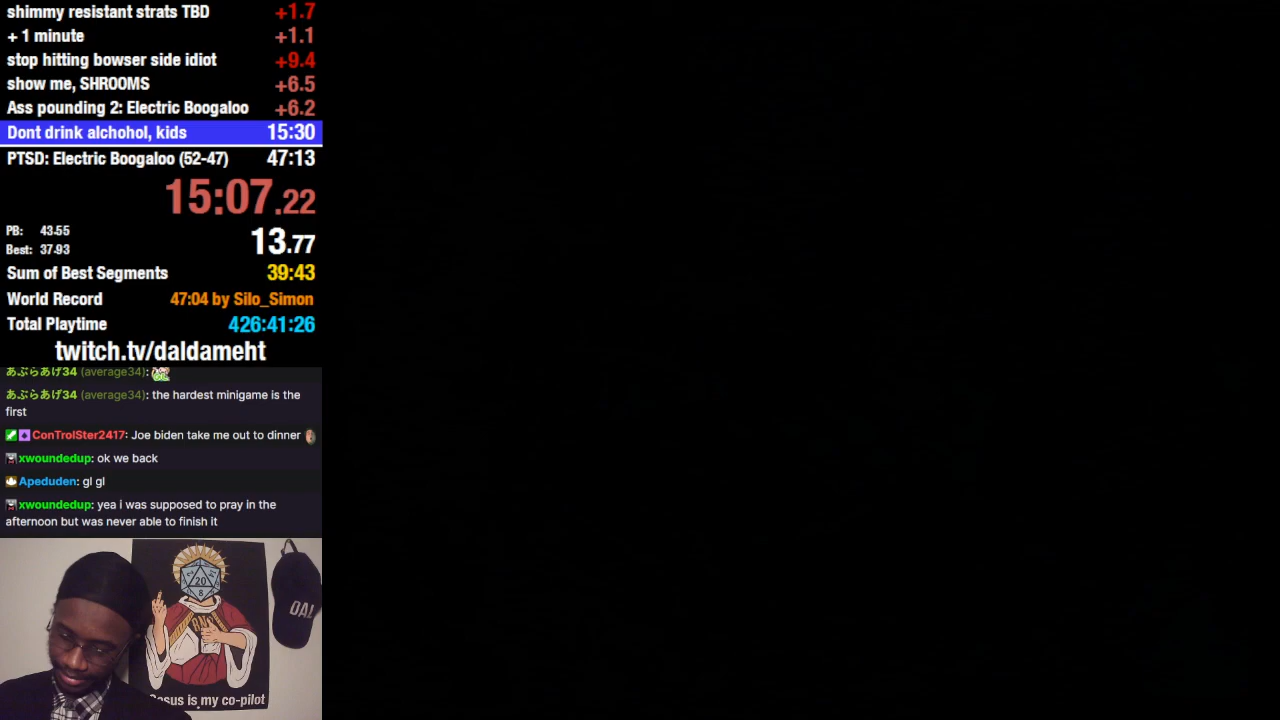 shimmy resistant strats TBD +1.7
+ 1 minute +1.1
stop hitting bowser side idiot +9.4
show me, SHROOMS +6.5
Ass pounding 2: Electric Boogaloo +6.2
Dont drink alchohol, kids 15:30
PTSD: Electric Boogaloo (52-47) 47:13
15:07.22
PB: 43.55
13.77
Best: 37.93
Sum of Best Segments 39:43
World Record 47:04 by Silo_Simon
Total Playtime 426:41:26
twitch.tv/daldameht
あぶらあげ34 (average34):
あぶらあげ34 (average34): the hardest minigame is the
first
ConTrolSter2417: Joe biden take me out to dinner
xwoundedup: ok we back
Apeduden: gl gl
xwoundedup: yea i was supposed to pray in the
afternoon but was never able to finish it
20
8
DAL
esus is my co-pilot